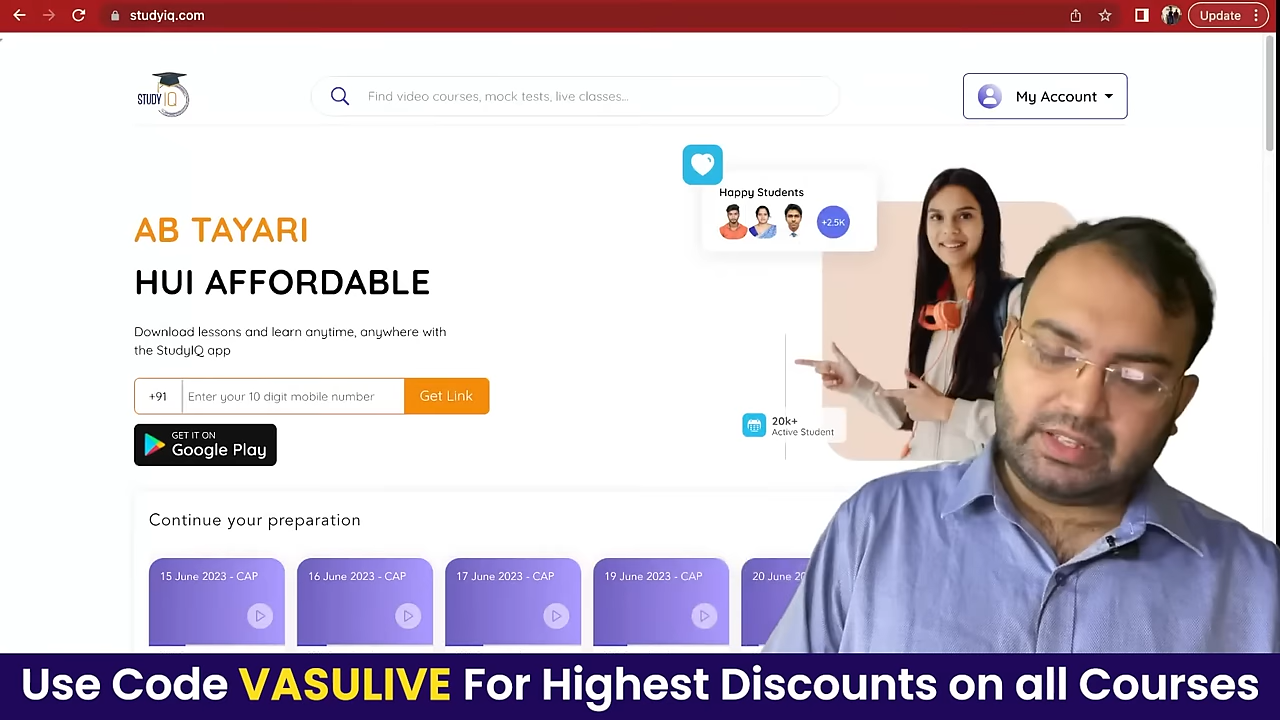 studyiq.com
Update
STUDY IQ
Find video courses, mock tests, live classes...
My Account
Happy Students
+2.5K
AB TAYARI
HUI AFFORDABLE
Download lessons and learn anytime, anywhere with
the StudyIQ app
+91
Enter your 10 digit mobile number
Get Link
GET IT ON
Google Play
20k+
Active Student
Continue your preparation
15 June 2023 - CAP
16 June 2023 - CAP
17 June 2023 - CAP
19 June 2023 - CAP
20 June 20
Use Code VASULIVE For Highest Discounts on all Courses